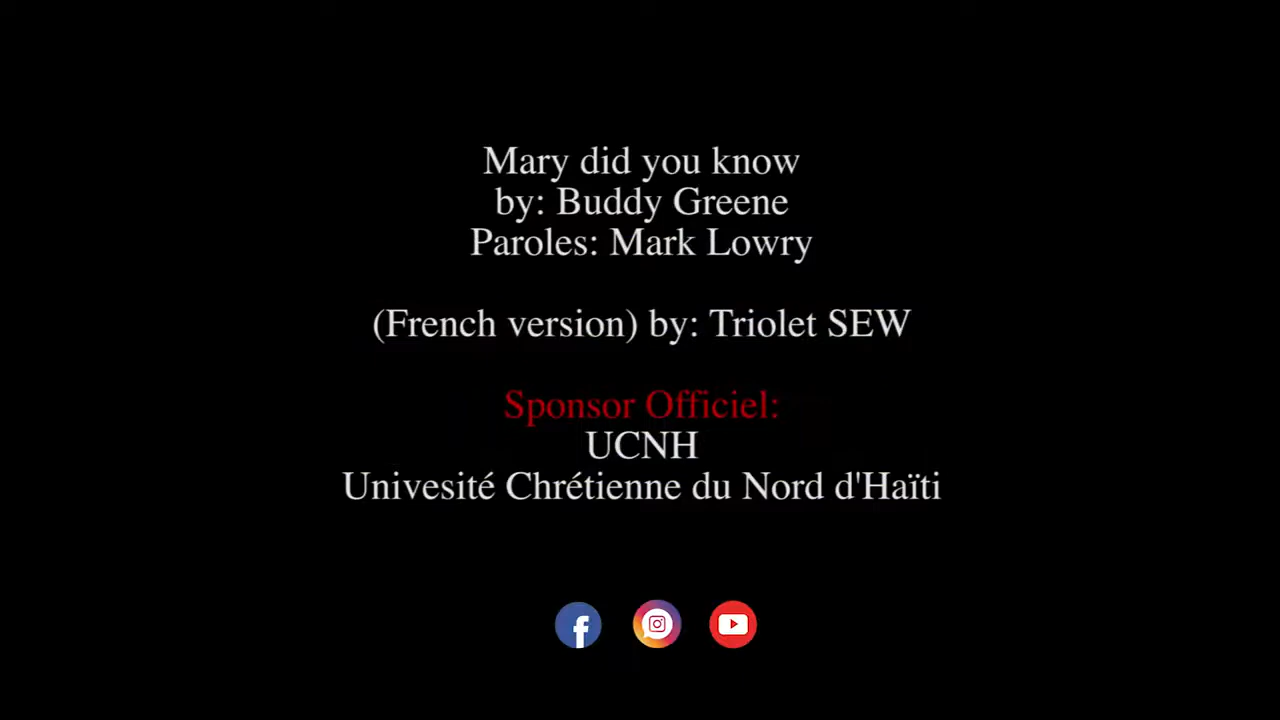 Mary did you know
by: Buddy Greene
Paroles: Mark Lowry
(French version) by: Triolet SEW
Sponsor Officiel:
UCNH
Univesité Chrétienne du Nord d'Haïti